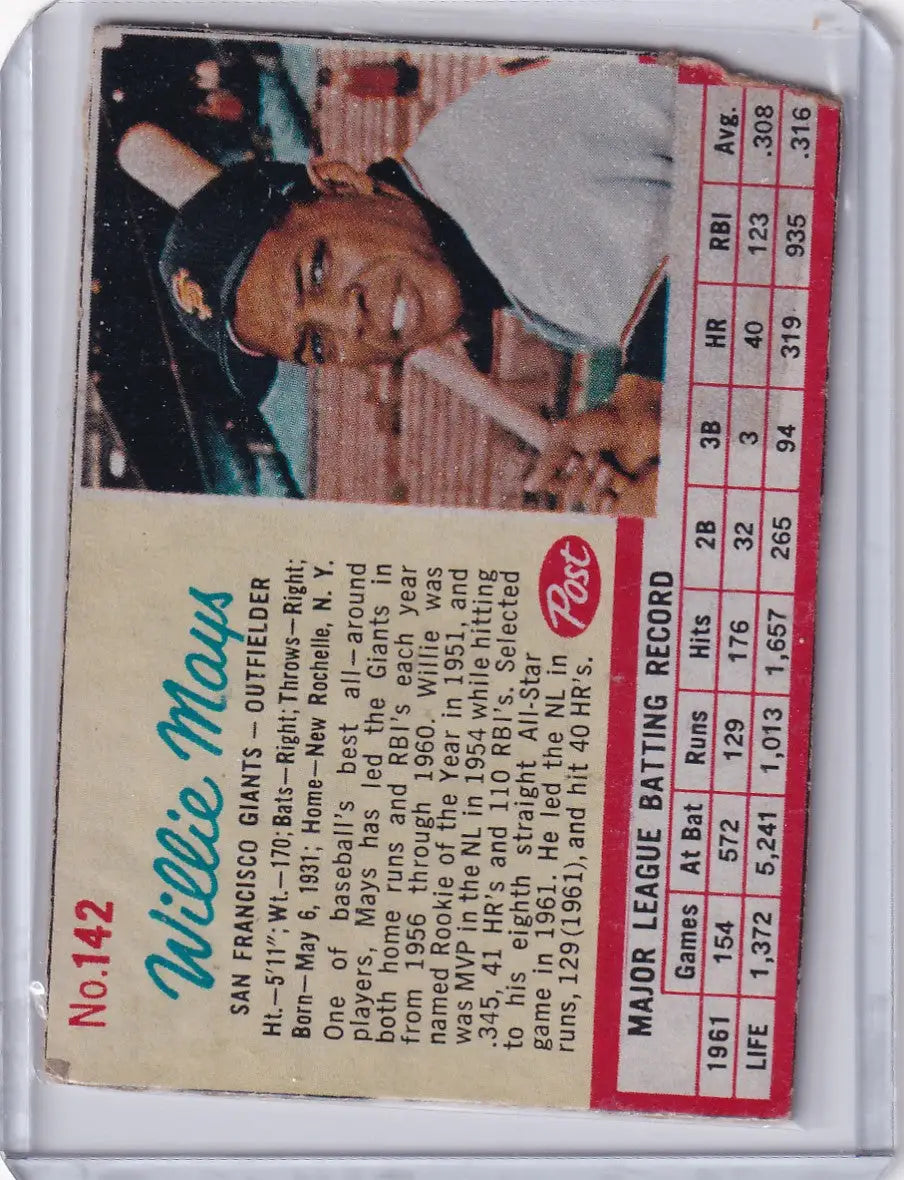 No.142
Willie Mays
SAN FRANCISCO GIANTS—OUTFIELDER
Ht.—5'11"; Wt.—170; Bats—Right; Throws—Right;
Born—May 6, 1931; Home—New Rochelle, N. Y.
One of baseball's best all—around
players, Mays has led the Giants in
both home runs and RBI's each year
from 1956 through 1960. Willie was
named Rookie of the Year in 1951, and
was MVP in the NL in 1954 while hitting
.345, 41 HR's and 110 RBI's. Selected
to his eighth straight All-Star
game in 1961. He led the NL in
runs, 129 (1961), and hit 40 HR's.
Post
SF
MAJOR LEAGUE BATTING RECORD
Games At Bat Runs Hits 2B 3B HR RBI Avg.
1961 154 572 129 176 32 3 40 123 .308
LIFE 1,372 5,241 1,013 1,657 265 94 319 935 .316